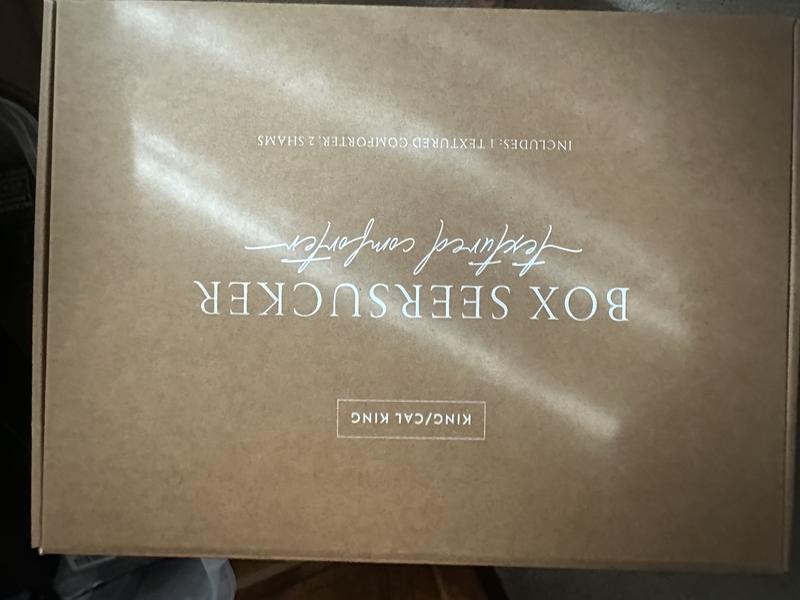 KING/CAL KING
BOX SEERSUCKER
textured comforter
INCLUDES: 1 TEXTURED COMFORTER, 2 SHAMS